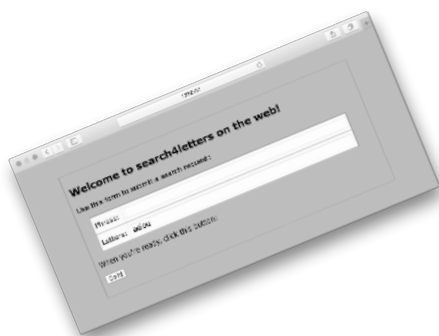 Welcome to search4letters on the web!
Use this form to submit a search request:
Phrase:
Letters: aeiou
When you're ready, click this button:
Do it!